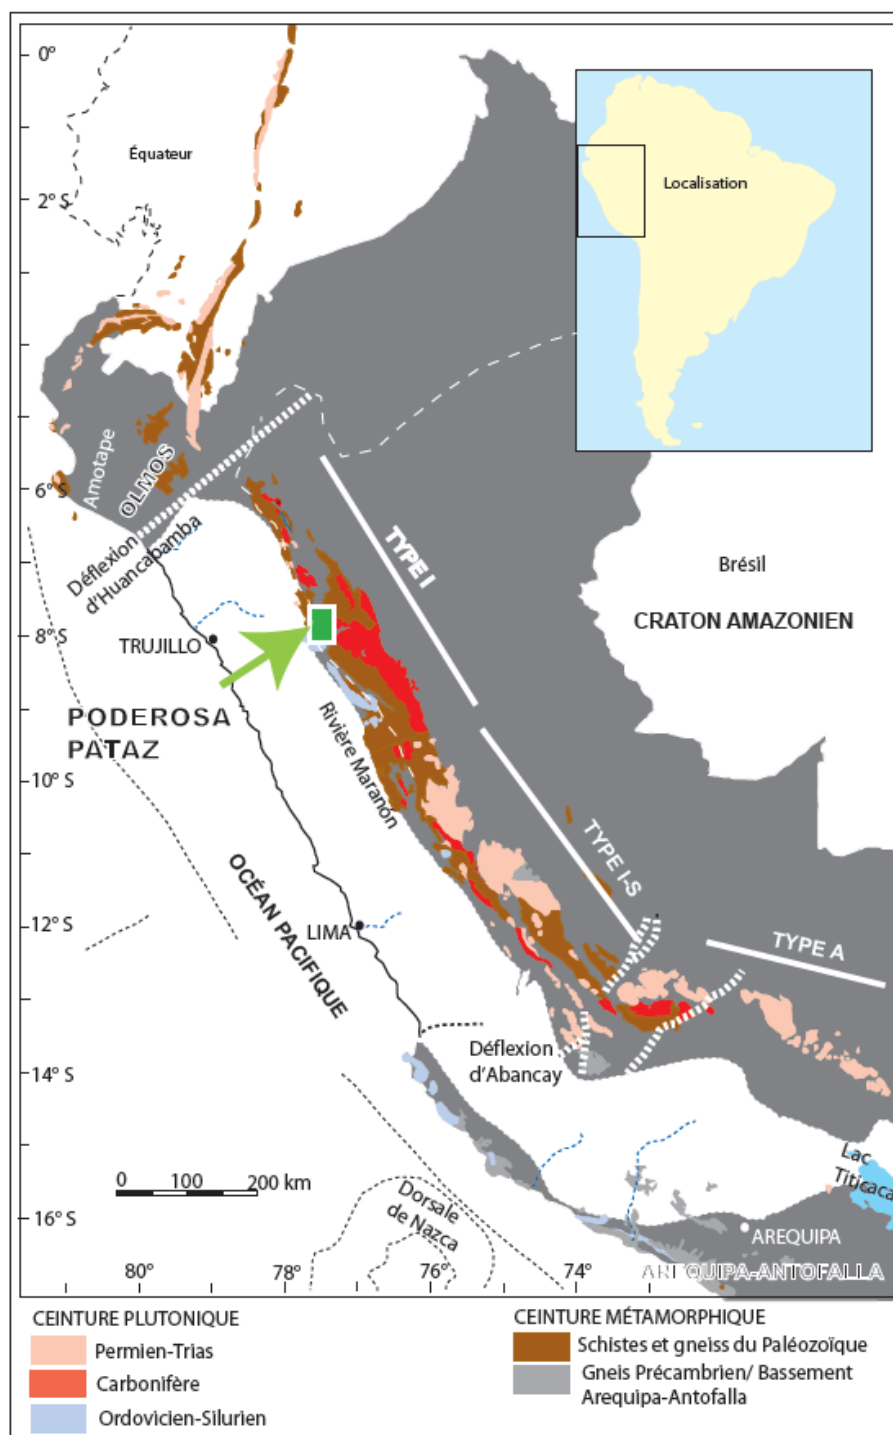 0°
Équateur
Localisation
2° S
Amotape
OLMOS
6°S
Déflexion
d'Huancabamba
TYPE I
Brésil
CRATON AMAZONIEN
8°S
TRUJILLO
PODEROSA
PATAZ
Rivière Maranõn
10°S
TYPE I-S
OCÉAN PACIFIQUE
12°S
LIMA
TYPE A
Déflexion
d'Abancay
14° S
0 100 200 km
Lac
Titicaca
Dorsale
de Nazca
16°S
AREQUIPA
80° 78° 76° 74°
AREQUIPA-ANTOFALLA
CEINTURE PLUTONIQUE
Permien-Trias
Carbonifère
Ordovicien-Silurien
CEINTURE MÉTAMORPHIQUE
Schistes et gneiss du Paléozoïque
Gneis Précambrien/ Bassement
Arequipa-Antofalla